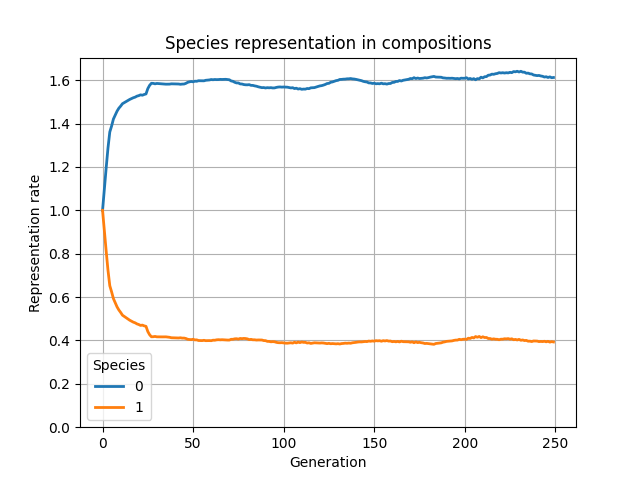 Species representation in compositions
Representation rate
1.6
1.4
1.2
1.0
0.8
0.6
0.4
0.2
0.0
Species
0
1
0 50 100 150 200 250
Generation